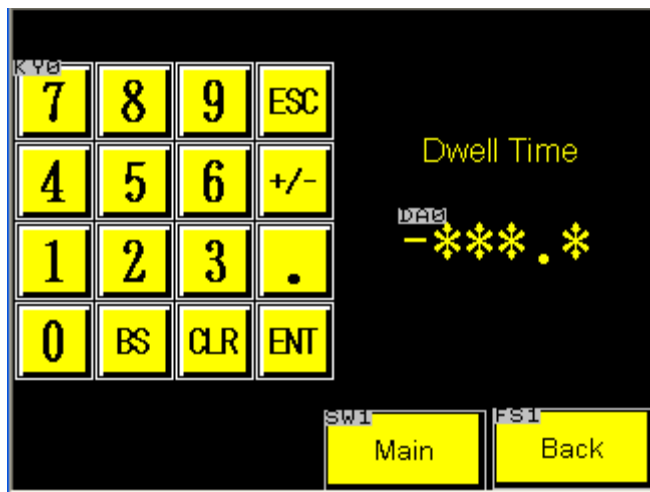 KY0
7 8 9 ESC
4 5 6 +/-
1 2 3 .
0 BS CLR ENT
Dwell Time
DA0
-***.*
SW1
Main
FS1
Back